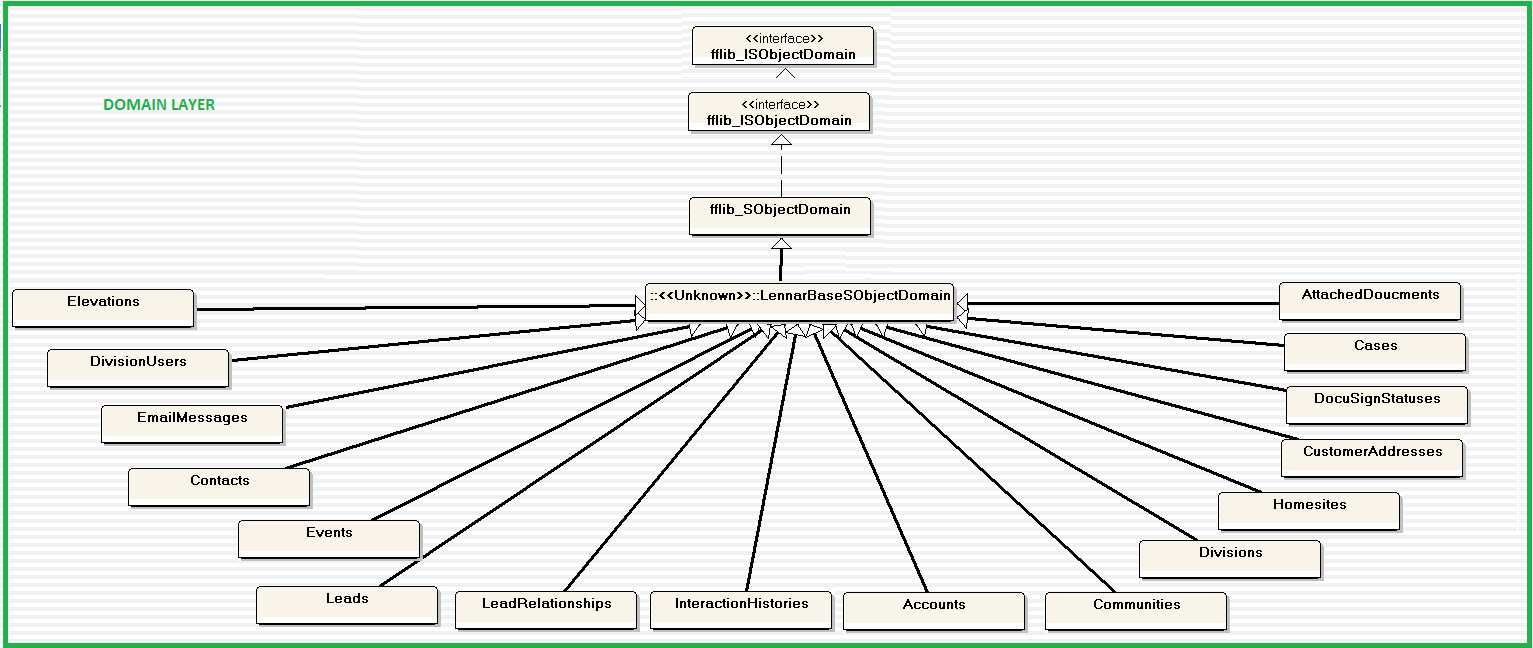 <<interface>>
fflib_ISObjectDomain
DOMAIN LAYER
<<interface>>
fflib_ISObjectDomain
fflib_SObjectDomain
::<<Unknown>>::LennarBaseSObjectDomain
Elevations
AttachedDoucments
DivisionUsers
Cases
EmailMessages
DocuSignStatuses
Contacts
CustomerAddresses
Events
Homesites
Divisions
Leads
LeadRelationships
InteractionHistories
Accounts
Communities